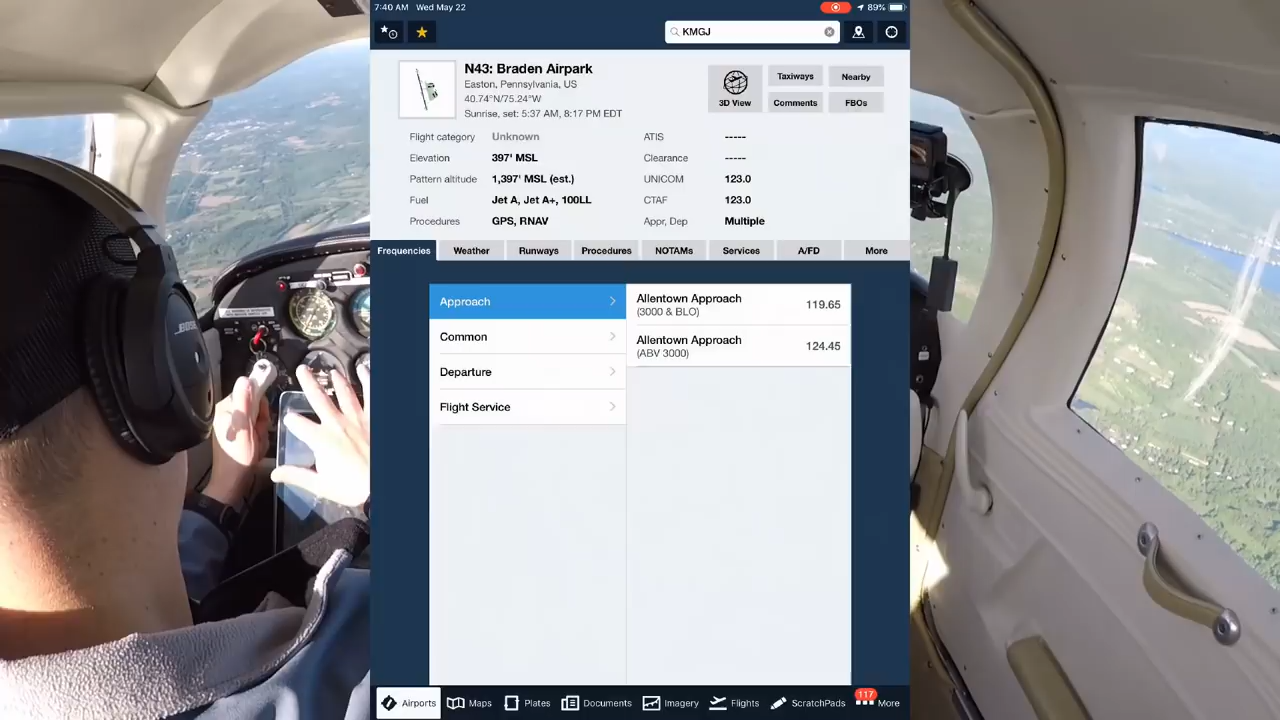 7:40 AM Wed May 22
89%
KMGJ
N43: Braden Airpark
Easton, Pennsylvania, US
40.74°N/75.24°W
Sunrise, set: 5:37 AM, 8:17 PM EDT
3D View
Taxiways
Nearby
Comments
FBOs
Flight category Unknown
ATIS -----
Elevation 397' MSL
Clearance -----
Pattern altitude 1,397' MSL (est.)
UNICOM 123.0
Fuel Jet A, Jet A+, 100LL
CTAF 123.0
Procedures GPS, RNAV
Appr, Dep Multiple
Frequencies Weather Runways Procedures NOTAMs Services A/FD More
Approach
Common
Departure
Flight Service
Allentown Approach 119.65
(3000 & BLO)
Allentown Approach 124.45
(ABV 3000)
BOSE
Airports Maps Plates Documents Imagery Flights ScratchPads 117 More